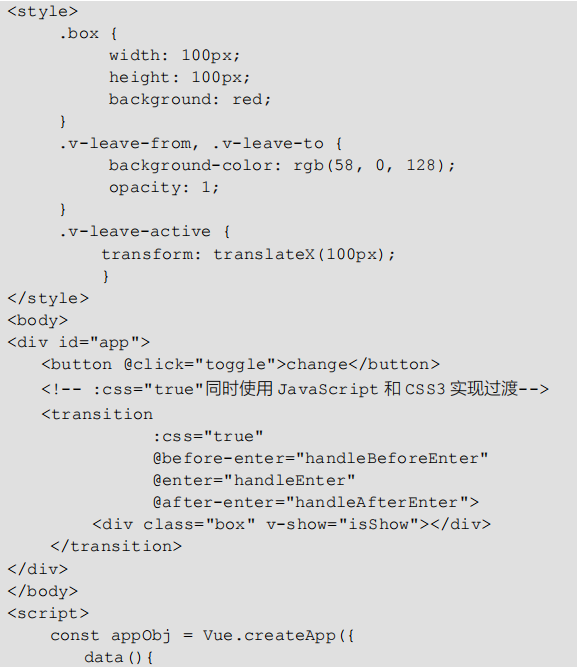 <style>
.box {
width: 100px;
height: 100px;
background: red;
}
.v-leave-from, .v-leave-to {
background-color: rgb(58, 0, 128);
opacity: 1;
}
.v-leave-active {
transform: translateX(100px);
}
</style>
<body>
<div id="app">
<button @click="toggle">change</button>
<!-- :css="true"同时使用 JavaScript 和 CSS3 实现过渡-->
<transition
:css="true"
@before-enter="handleBeforeEnter"
@enter="handleEnter"
@after-enter="handleAfterEnter">
<div class="box" v-show="isShow"></div>
</transition>
</div>
</body>
<script>
const appObj = Vue.createApp({
data(){